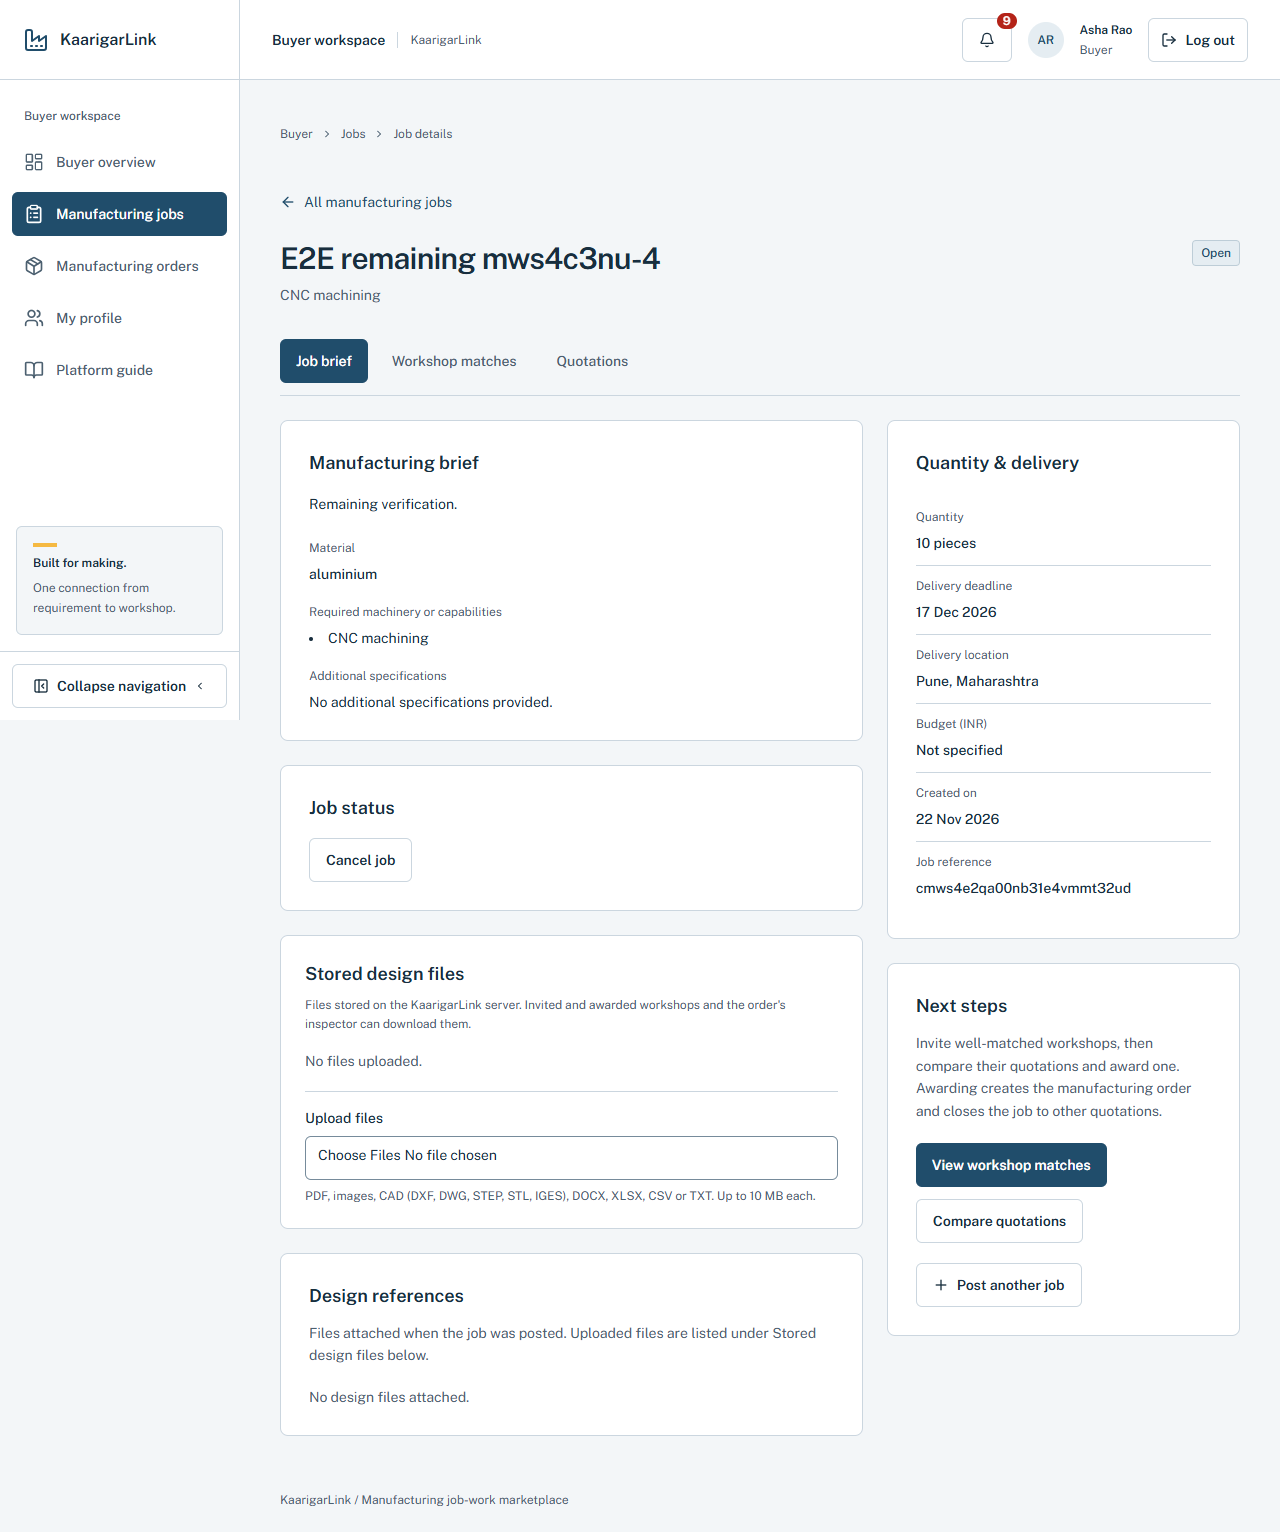 KaarigarLink
Buyer workspace
KaarigarLink
9
AR
Asha Rao
Buyer
Log out
Buyer workspace
Buyer overview
Manufacturing jobs
Manufacturing orders
My profile
Platform guide
Built for making.
One connection from
requirement to workshop.
Collapse navigation
Buyer > Jobs > Job details
All manufacturing jobs
E2E remaining mws4c3nu-4
Open
CNC machining
Job brief
Workshop matches
Quotations
Manufacturing brief
Remaining verification.
Material
aluminium
Required machinery or capabilities
• CNC machining
Additional specifications
No additional specifications provided.
Job status
Cancel job
Stored design files
Files stored on the KaarigarLink server. Invited and awarded workshops and the order's
inspector can download them.
No files uploaded.
Upload files
Choose Files No file chosen
PDF, images, CAD (DXF, DWG, STEP, STL, IGES), DOCX, XLSX, CSV or TXT. Up to 10 MB each.
Design references
Files attached when the job was posted. Uploaded files are listed under Stored
design files below.
No design files attached.
Quantity & delivery
Quantity
10 pieces
Delivery deadline
17 Dec 2026
Delivery location
Pune, Maharashtra
Budget (INR)
Not specified
Created on
22 Nov 2026
Job reference
cmws4e2qa00nb31e4vmmt32ud
Next steps
Invite well-matched workshops, then
compare their quotations and award one.
Awarding creates the manufacturing order
and closes the job to other quotations.
View workshop matches
Compare quotations
Post another job
KaarigarLink / Manufacturing job-work marketplace